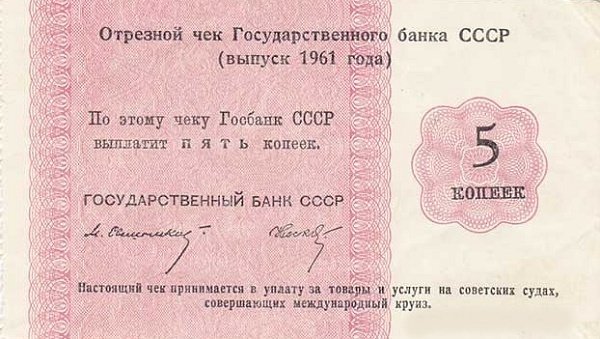 Отрезной чек Государственного банка СССР
(выпуск 1961 года)
По этому чеку Госбанк СССР
выплатит ПЯТЬ копеек.
5
КОПЕЕК
ГОСУДАРСТВЕННЫЙ БАНК СССР
Настоящий чек принимается в уплату за товары и услуги на советских судах,
совершающих международный круиз.